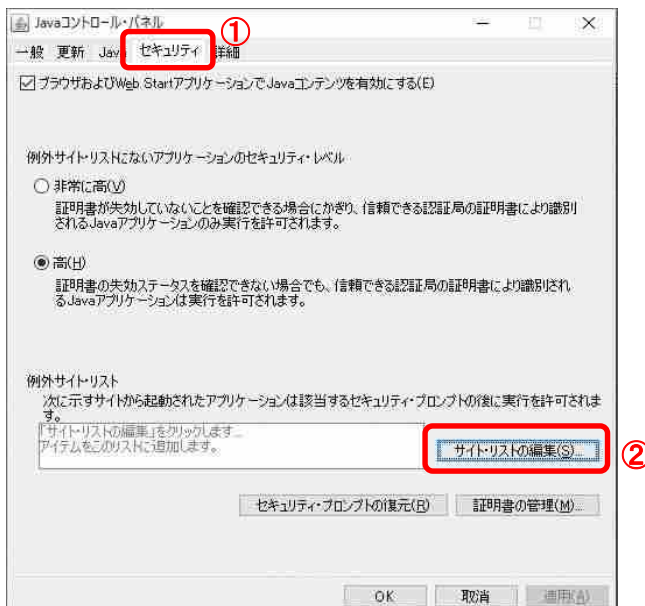 Javaコントロール・パネル
①
一般 更新 Java セキュリティ 詳細
ブラウザおよびWeb StartアプリケーションでJavaコンテンツを有効にする(E)
例外サイト・リストにないアプリケーションのセキュリティ・レベル
非常に高(V)
証明書が失効していないことを確認できる場合にかぎり、信頼できる認証局の証明書により識別
されるJavaアプリケーションのみ実行を許可されます。
高(H)
証明書の失効ステータスを確認できない場合でも、信頼できる認証局の証明書により識別され
るJavaアプリケーションは実行を許可されます。
例外サイト・リスト
次に示すサイトから起動されたアプリケーションは該当するセキュリティ・プロンプトの後に実行を許可されま
す。
「サイト・リストの編集」をクリックします...
アイテムをこのリストに追加します。
サイト・リストの編集(S)...
②
セキュリティ・プロンプトの復元(R) 証明書の管理(M)...
OK 取消 適用(A)